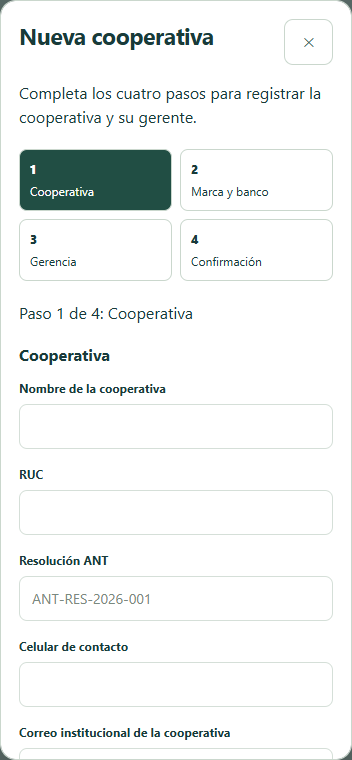 Nueva cooperativa
×
Completa los cuatro pasos para registrar la
cooperativa y su gerente.
1
Cooperativa
2
Marca y banco
3
Gerencia
4
Confirmación
Paso 1 de 4: Cooperativa
Cooperativa
Nombre de la cooperativa
RUC
Resolución ANT
ANT-RES-2026-001
Celular de contacto
Correo institucional de la cooperativa